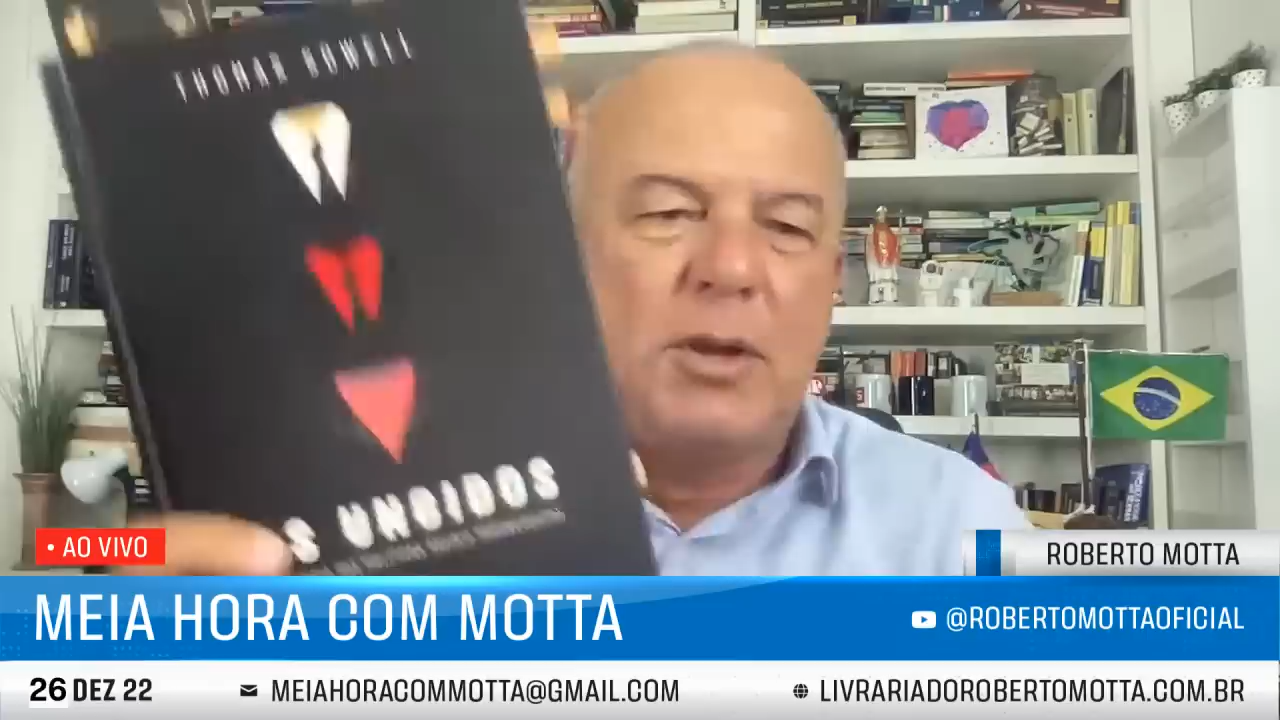 THOMAS SOWELL
OS UNGIDOS
• AO VIVO
ROBERTO MOTTA
MEIA HORA COM MOTTA
@ROBERTOMOTTAOFICIAL
26 DEZ 22
MEIAHORACOMMOTTA@GMAIL.COM
LIVRARIADOROBERTOMOTTA.COM.BR